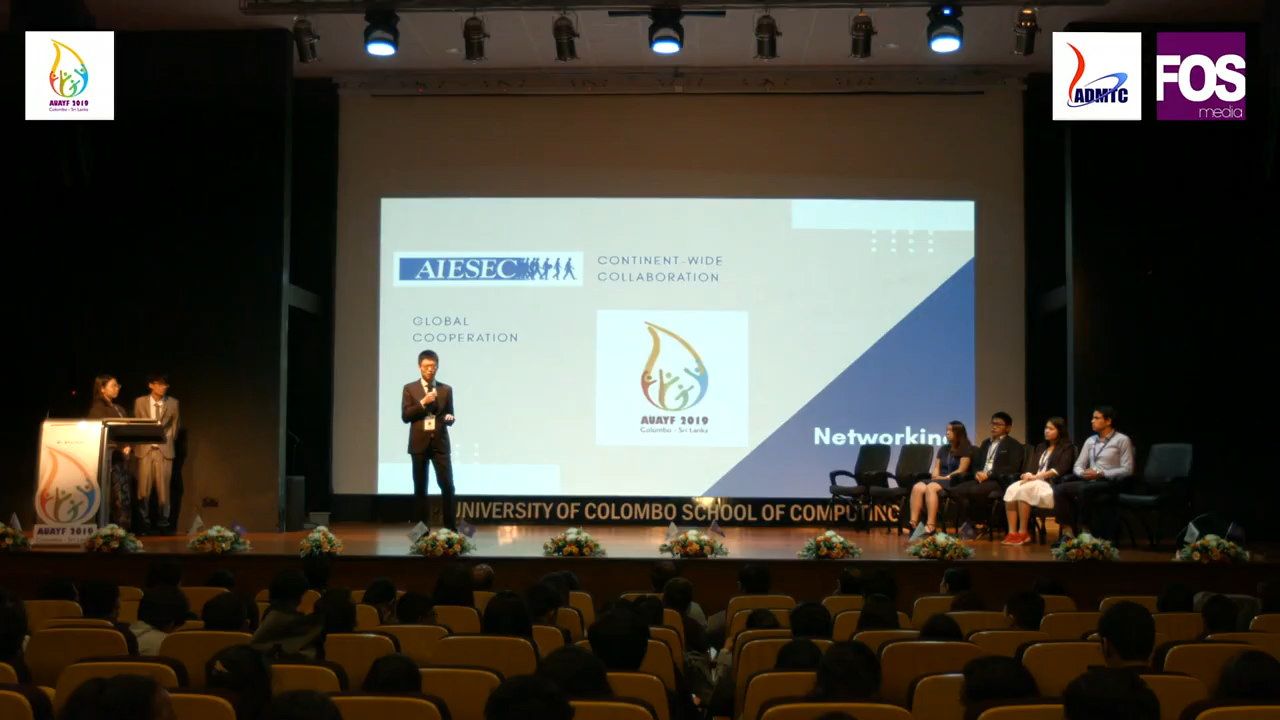 AUAYF 2019
Colombo - Sri Lanka
ADMTC
FOS
media
AIESEC
CONTINENT-WIDE
COLLABORATION
GLOBAL
COOPERATION
AUAYF 2019
Colombo - Sri Lanka
Networking
UNIVERSITY OF COLOMBO SCHOOL OF COMPUTING
AUAYF 2019